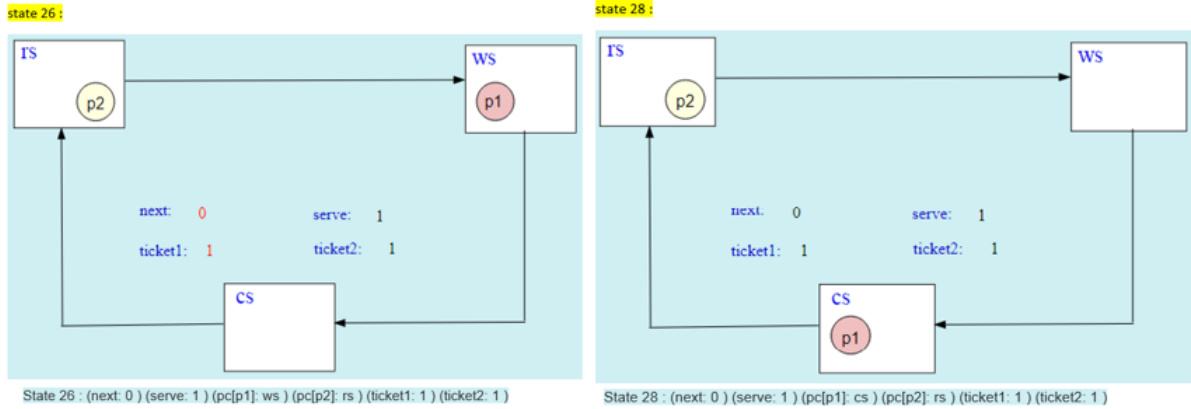 state 26 :
rs
ws
p2
p1
next: 0
serve: 1
ticket1: 1
ticket2: 1
cs
State 26 : (next: 0 ) (serve: 1 ) (pc[p1]: ws ) (pc[p2]: rs ) (ticket1: 1 ) (ticket2: 1 )
state 28 :
rs
ws
p2
next: 0
serve: 1
ticket1: 1
ticket2: 1
cs
p1
State 28 : (next: 0 ) (serve: 1 ) (pc[p1]: cs ) (pc[p2]: rs ) (ticket1: 1 ) (ticket2: 1 )